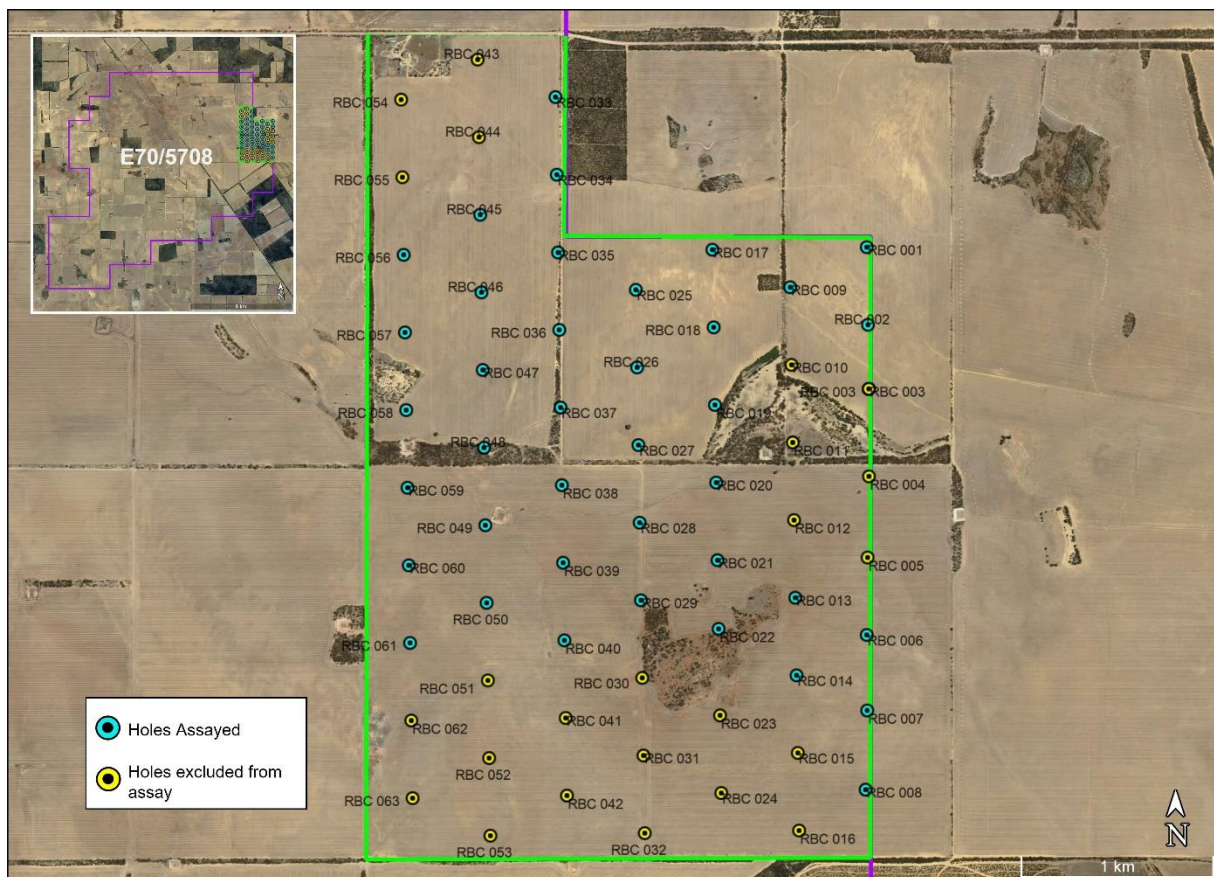 RBC 043
RBC 054
RBC 033
RBC 044
RBC 055
RBC 034
E70/5708
RBC 045
RBC 056
RBC 035
RBC 017
RBC 001
RBC 046
RBC 025
RBC 009
N
8 km
RBC 057
RBC 036
RBC 018
RBC 002
RBC 047
RBC 026
RBC 010
RBC 003
RBC 003
RBC 058
RBC 037
RBC 019
RBC 048
RBC 027
RBC 011
RBC 059
RBC 038
RBC 020
RBC 004
RBC 049
RBC 028
RBC 012
RBC 060
RBC 039
RBC 021
RBC 005
RBC 050
RBC 029
RBC 013
RBC 061
RBC 040
RBC 022
RBC 006
RBC 051
RBC 030
RBC 014
RBC 062
RBC 041
RBC 023
RBC 007
Holes Assayed
RBC 052
RBC 031
RBC 015
Holes excluded from
assay
RBC 063
RBC 042
RBC 024
RBC 008
RBC 053
RBC 032
RBC 016
N
1 km